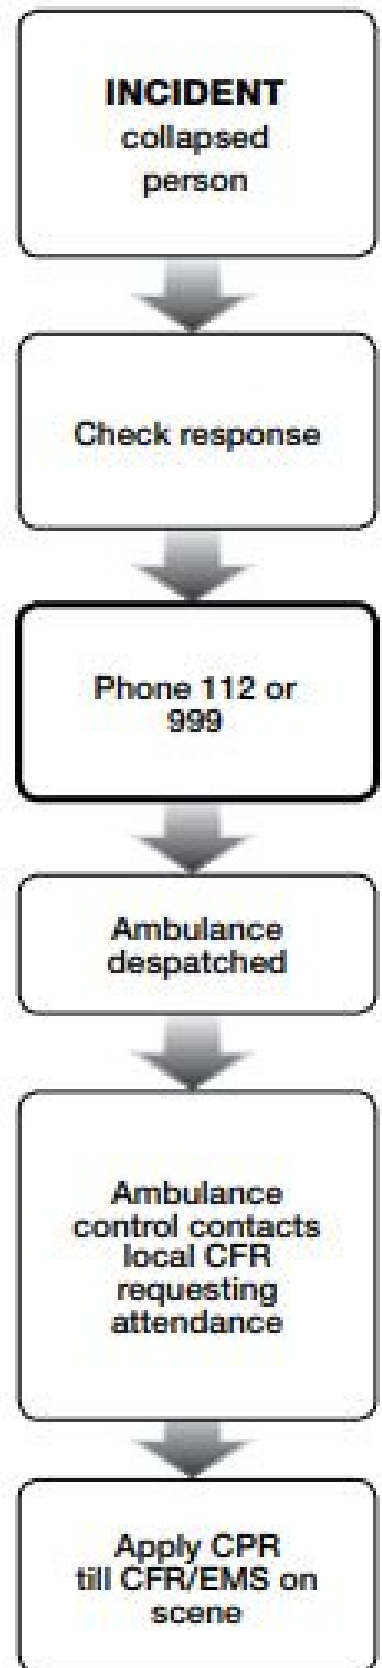 INCIDENT
collapsed
person
Check response
Phone 112 or
999
Ambulance
despatched
Ambulance
control contacts
local CFR
requesting
attendance
Apply CPR
till CFR/EMS on
scene